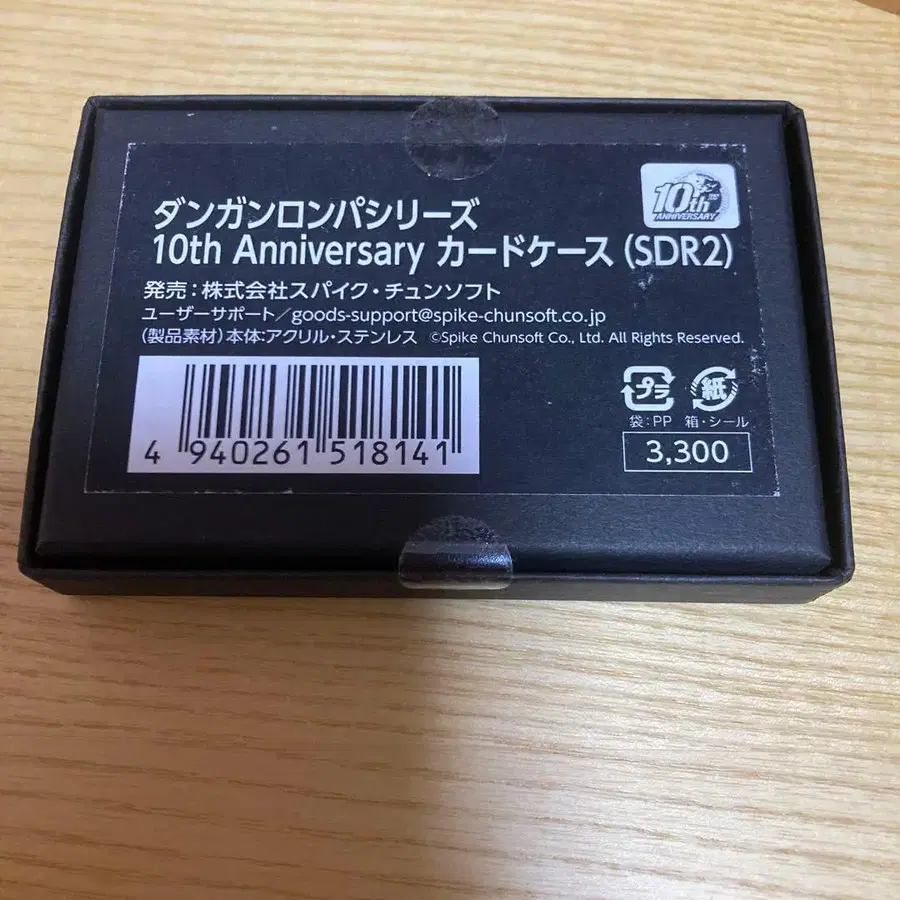 10th
ANNIVERSARY
ダンガンロンパシリーズ
10th Anniversary カードケース(SDR2)
発売:株式会社スパイク・チュンソフト
ユーザーサポート/goods-support@spike-chunsoft.co.jp
(製品素材)本体:アクリル・ステンレス ©Spike Chunsoft Co., Ltd. All Rights Reserved.
4 940261 518141
プラ 紙
袋:PP 箱・シール
3,300